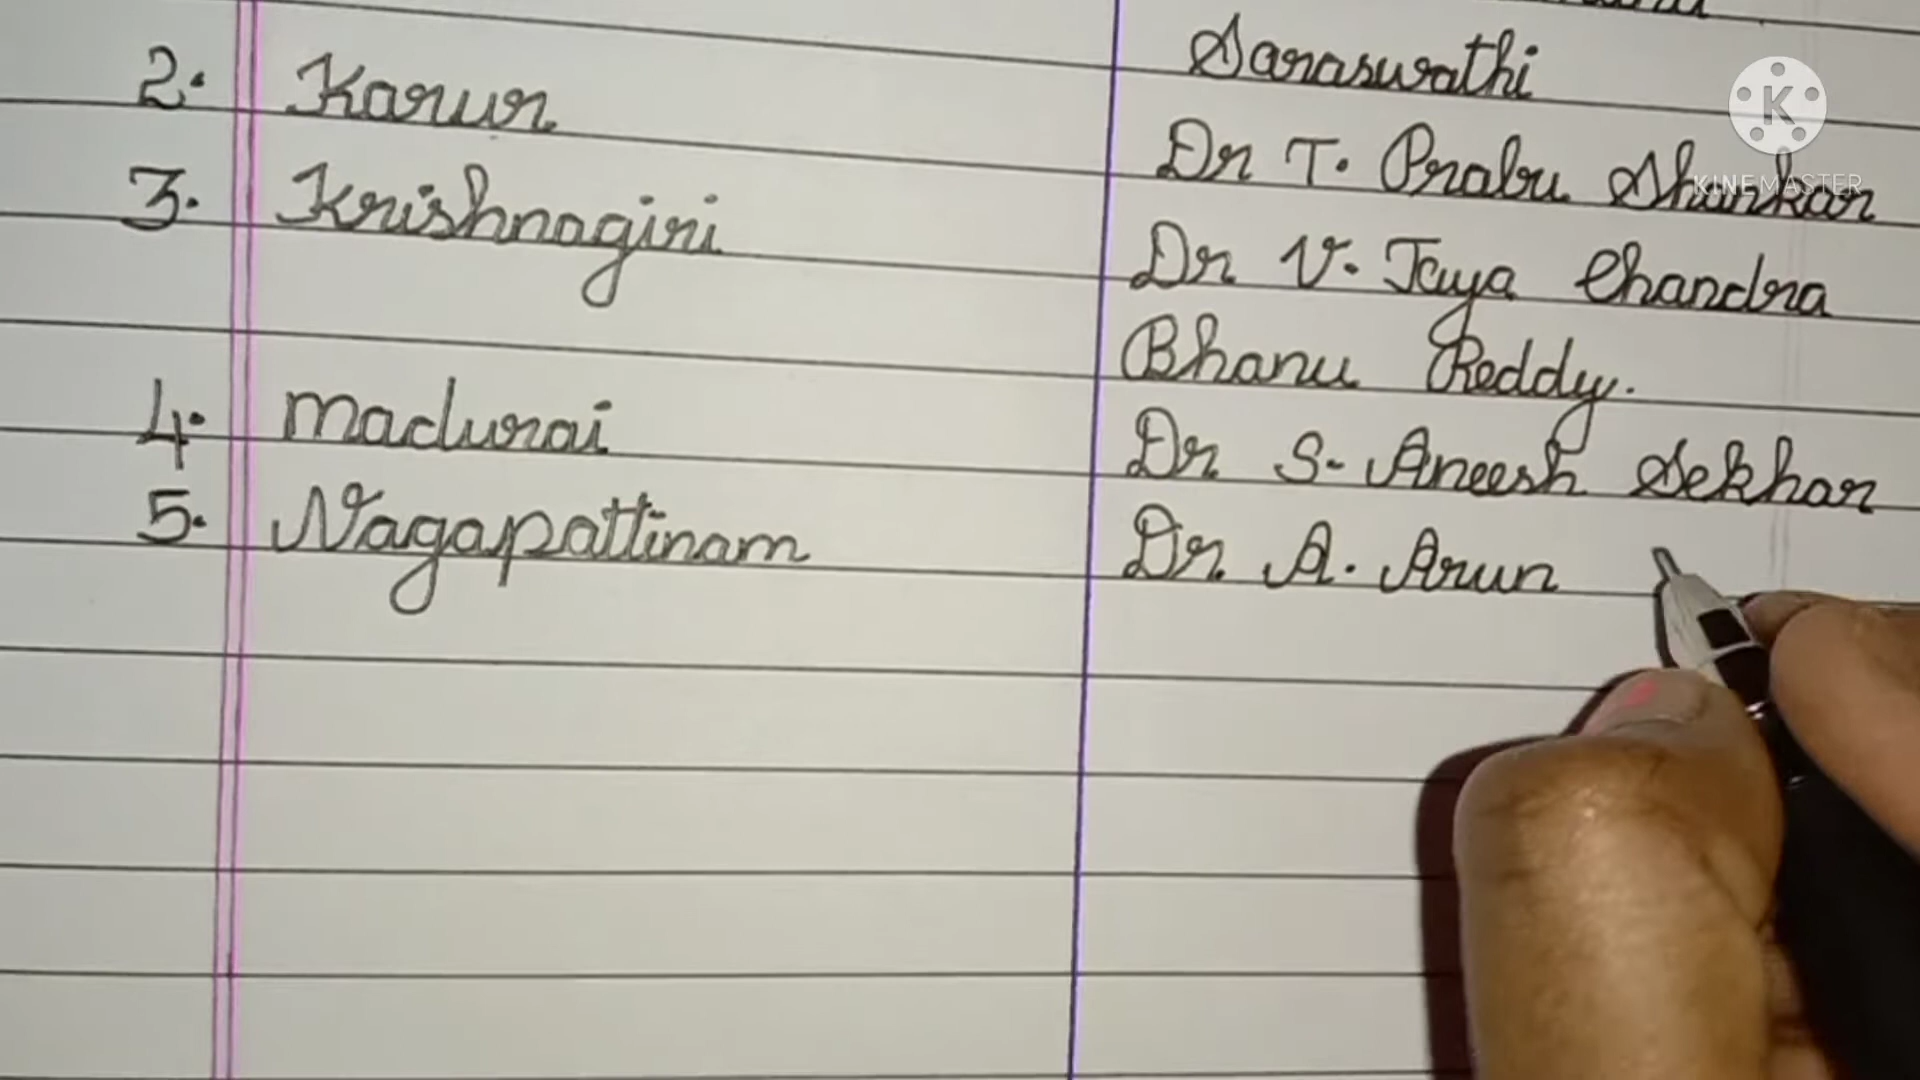 Saraswathi
2. Karur Dr T. Prabu Shankar
3. Krishnagiri Dr V. Jaya Chandra
Bhanu Reddy.
4. Madurai Dr S. Aneesh Sekhar
5. Nagapattinam Dr. A. Arun
K
KINEMASTER